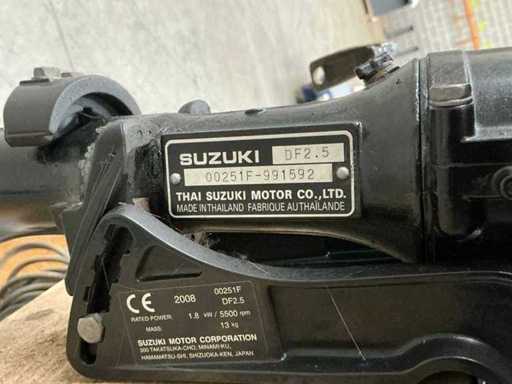 SUZUKI DF2.5
00251F-991592
THAI SUZUKI MOTOR CO.,LTD.
MADE IN THAILAND FABRIQUE AU THAÏLANDE
CE 2008 00251F
DF2.5
RATED POWER: 1.8 kW / 5500 rpm
MASS: 13 kg
SUZUKI MOTOR CORPORATION
300 TAKATSUKA-CHO, MINAMI-KU,
HAMAMATSU-SHI, SHIZUOKA-KEN, JAPAN